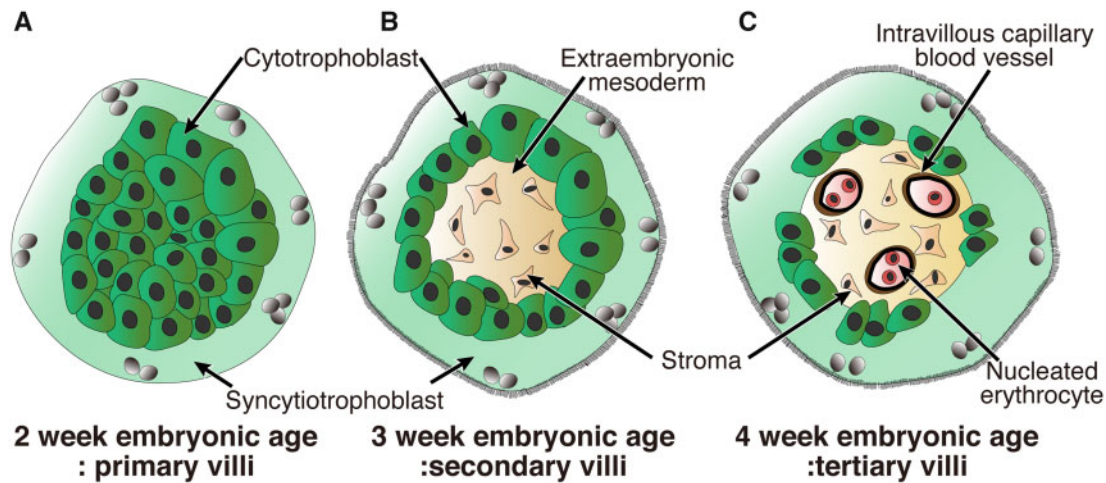 A
B
C
Cytotrophoblast
Extraembryonic
mesoderm
Intravillous capillary
blood vessel
Stroma
Syncytiotrophoblast
Nucleated
erythrocyte
2 week embryonic age
: primary villi
3 week embryonic age
:secondary villi
4 week embryonic age
:tertiary villi